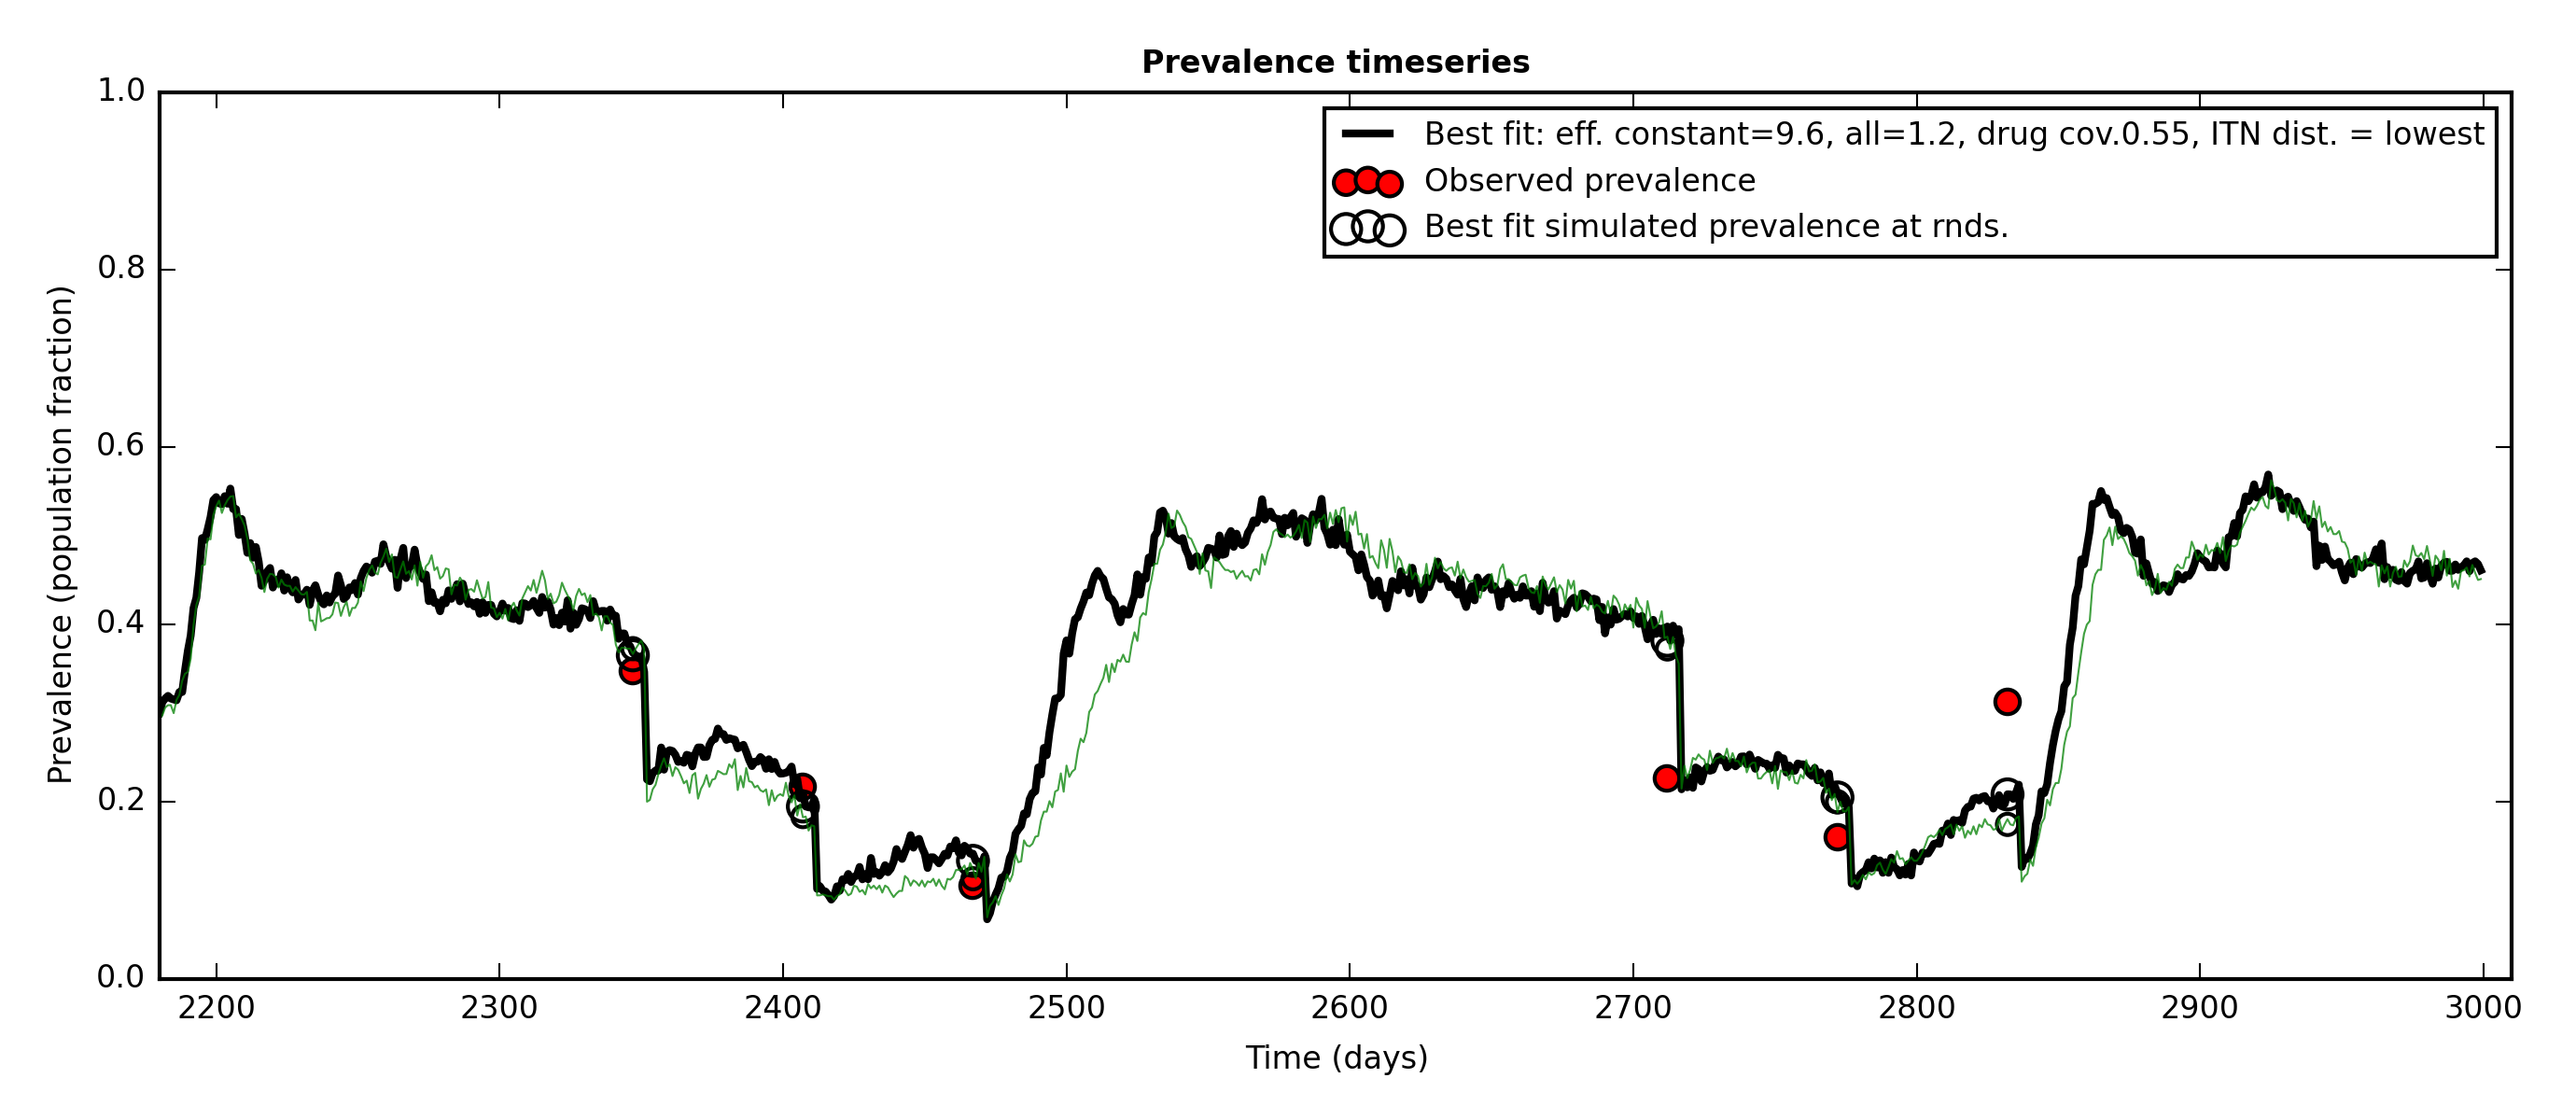 Prevalence timeseries
1.0
0.8
0.6
0.4
0.2
0.0
Prevalence (population fraction)
Best fit: eff. constant=9.6, all=1.2, drug cov.0.55, ITN dist. = lowest
Observed prevalence
Best fit simulated prevalence at rnds.
2200 2300 2400 2500 2600 2700 2800 2900 3000
Time (days)